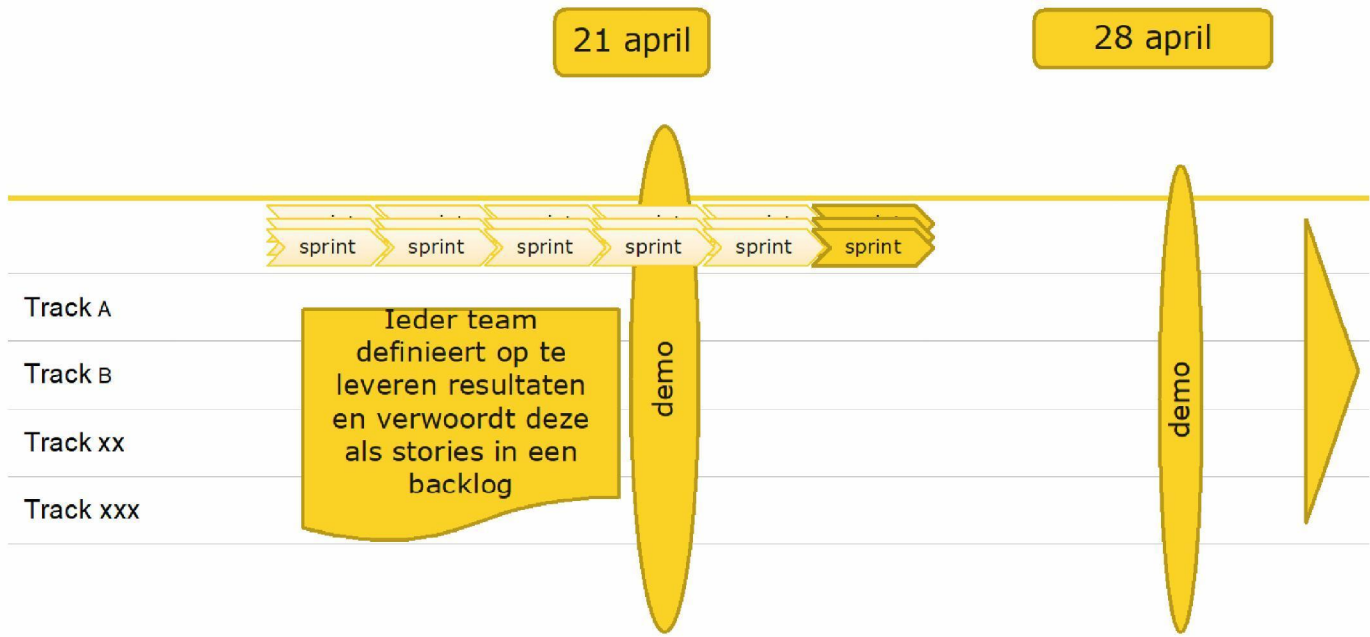 21 april
28 april
sprint sprint sprint sprint sprint sprint
Track A
Ieder team
definieert op te
leveren resultaten
en verwoordt deze
als stories in een
backlog
Track B
Track xx
Track xxx
demo
demo